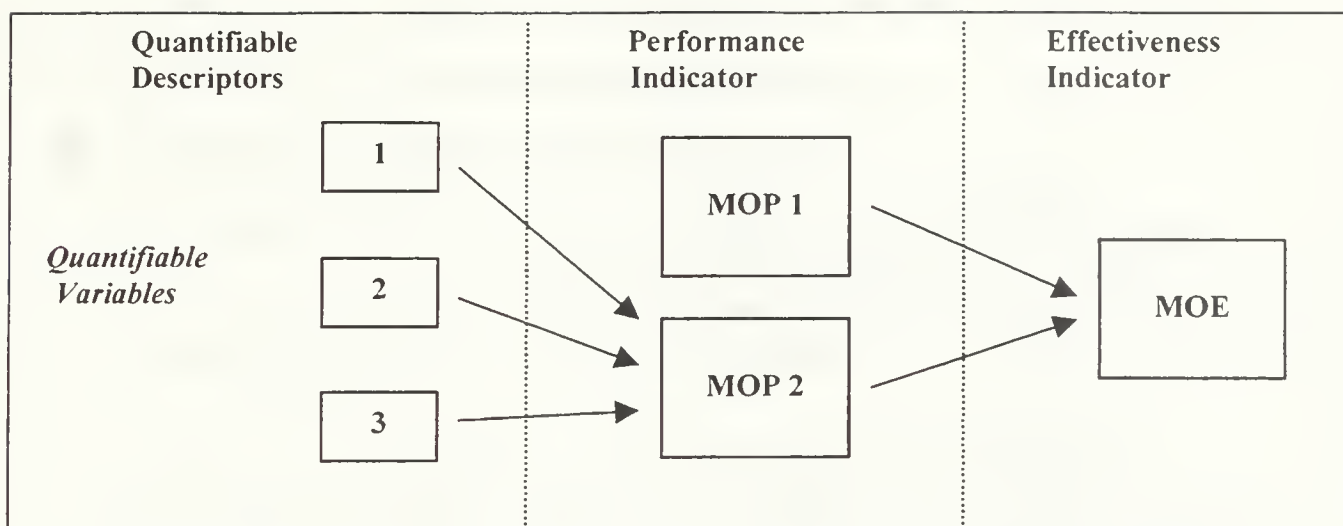 Quantifiable
Descriptors
Performance
Indicator
Effectiveness
Indicator
1
MOP 1
Quantifiable
Variables
2
MOE
MOP 2
3